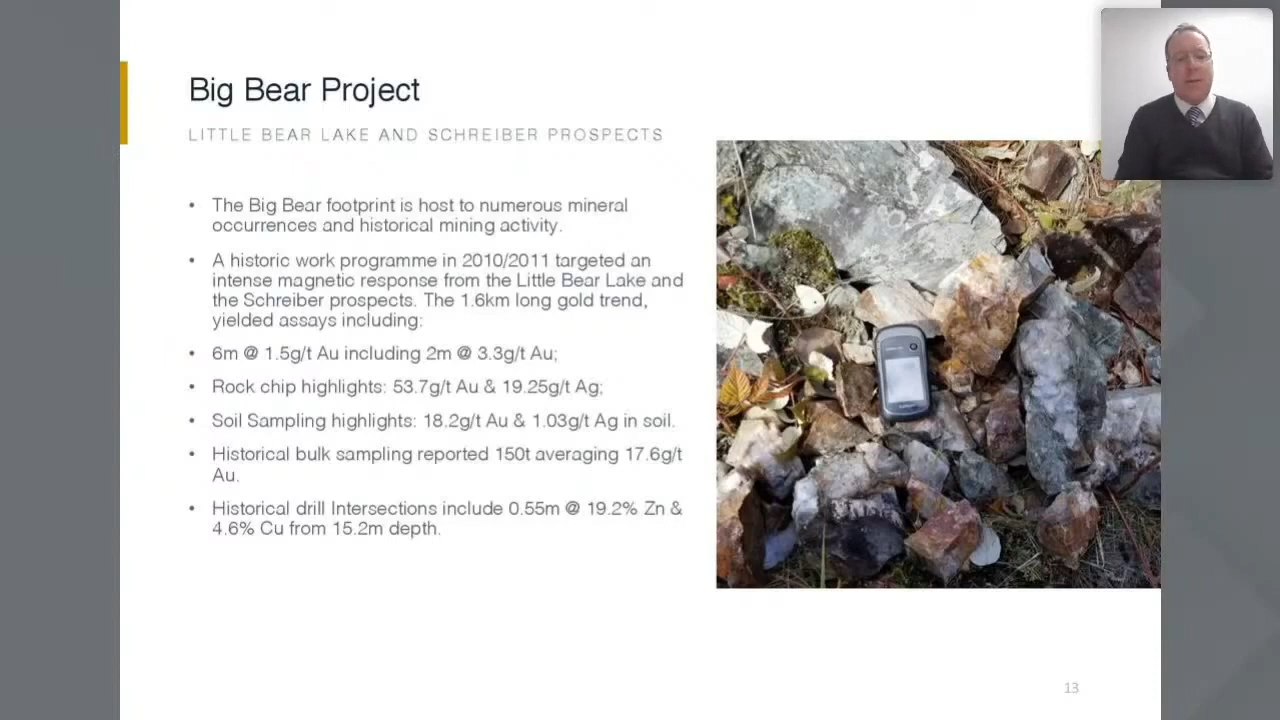 Big Bear Project
LITTLE BEAR LAKE AND SCHREIBER PROSPECTS
• The Big Bear footprint is host to numerous mineral
occurrences and historical mining activity.
• A historic work programme in 2010/2011 targeted an
intense magnetic response from the Little Bear Lake and
the Schreiber prospects. The 1.6km long gold trend,
yielded assays including:
• 6m @ 1.5g/t Au including 2m @ 3.3g/t Au;
• Rock chip highlights: 53.7g/t Au & 19.25g/t Ag;
• Soil Sampling highlights: 18.2g/t Au & 1.03g/t Ag in soil.
• Historical bulk sampling reported 150t averaging 17.6g/t
Au.
• Historical drill Intersections include 0.55m @ 19.2% Zn &
4.6% Cu from 15.2m depth.
13